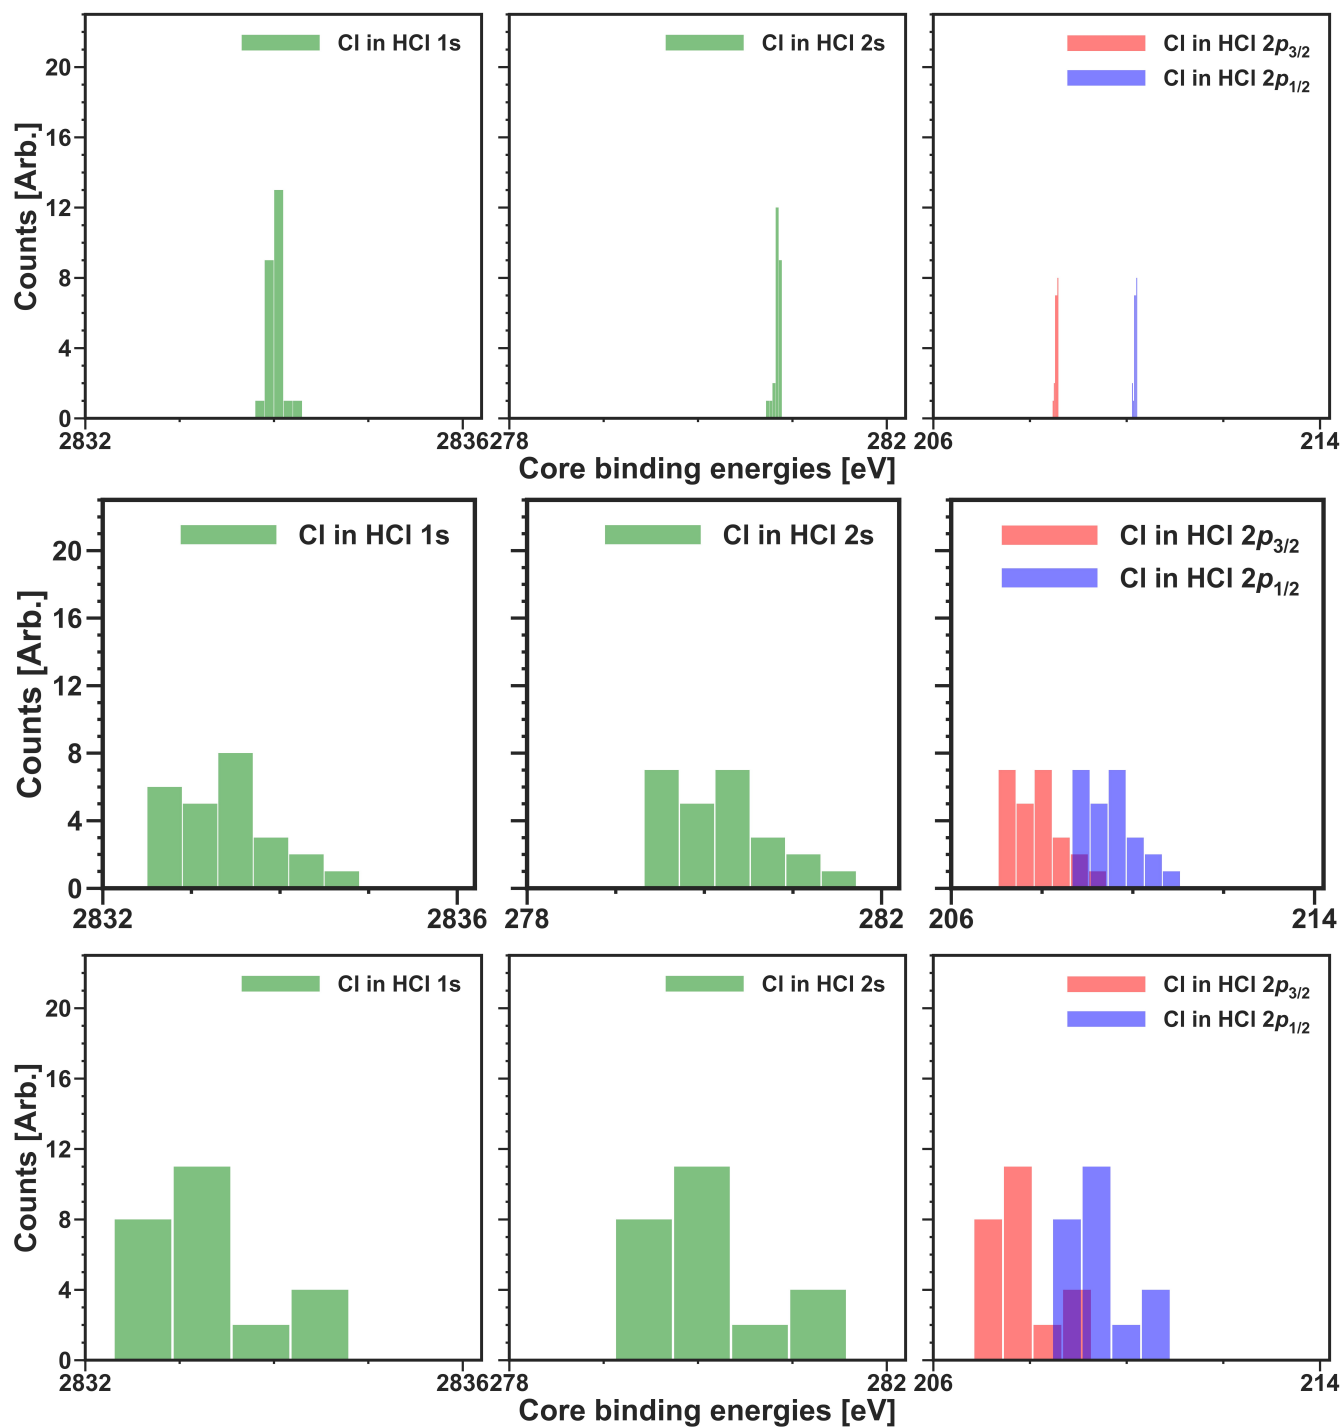 Cl in HCl 1s
Cl in HCl 2s
Cl in HCl 2p3/2
Cl in HCl 2p1/2
Counts [Arb.]
20
16
12
8
4
0
2832
2836
278
282
206
214
Core binding energies [eV]
Cl in HCl 1s
Cl in HCl 2s
Cl in HCl 2p3/2
Cl in HCl 2p1/2
Counts [Arb.]
20
16
12
8
4
0
2832
2836
278
282
206
214
Cl in HCl 1s
Cl in HCl 2s
Cl in HCl 2p3/2
Cl in HCl 2p1/2
Counts [Arb.]
20
16
12
8
4
0
2832
2836
278
282
206
214
Core binding energies [eV]